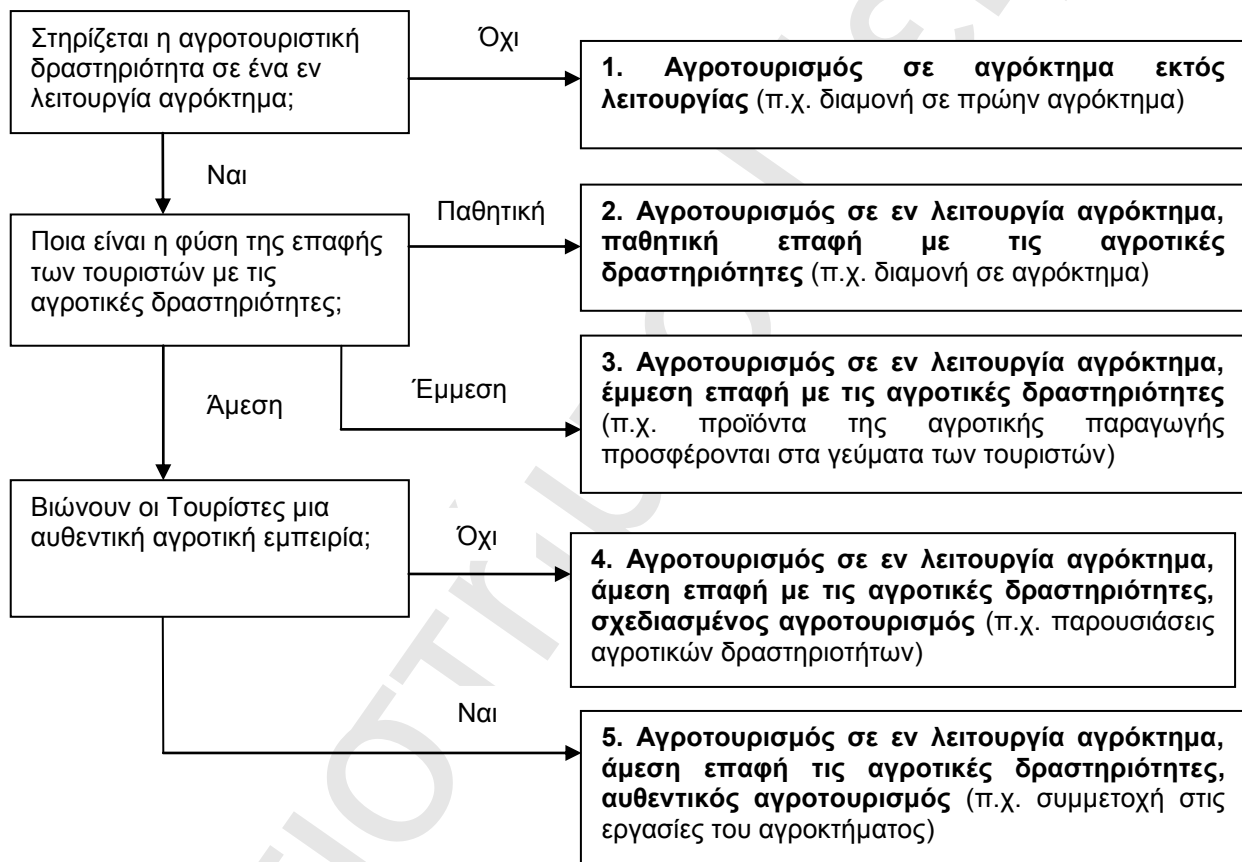 Στηρίζεται η αγροτουριστική
δραστηριότητα σε ένα εν
λειτουργία αγρόκτημα;
Όχι
1. Αγροτουρισμός σε αγρόκτημα εκτός
λειτουργίας (π.χ. διαμονή σε πρώην αγρόκτημα)
Ναι
Ποια είναι η φύση της επαφής
των τουριστών με τις
αγροτικές δραστηριότητες;
Παθητική
2. Αγροτουρισμός σε εν λειτουργία αγρόκτημα,
παθητική επαφή με τις αγροτικές
δραστηριότητες (π.χ. διαμονή σε αγρόκτημα)
Έμμεση
3. Αγροτουρισμός σε εν λειτουργία αγρόκτημα,
έμμεση επαφή με τις αγροτικές δραστηριότητες
(π.χ. προϊόντα της αγροτικής παραγωγής
προσφέρονται στα γεύματα των τουριστών)
Άμεση
Βιώνουν οι Τουρίστες μια
αυθεντική αγροτική εμπειρία;
Όχι
4. Αγροτουρισμός σε εν λειτουργία αγρόκτημα,
άμεση επαφή με τις αγροτικές δραστηριότητες,
σχεδιασμένος αγροτουρισμός (π.χ. παρουσιάσεις
αγροτικών δραστηριοτήτων)
Ναι
5. Αγροτουρισμός σε εν λειτουργία αγρόκτημα,
άμεση επαφή τις αγροτικές δραστηριότητες,
αυθεντικός αγροτουρισμός (π.χ. συμμετοχή στις
εργασίες του αγροκτήματος)